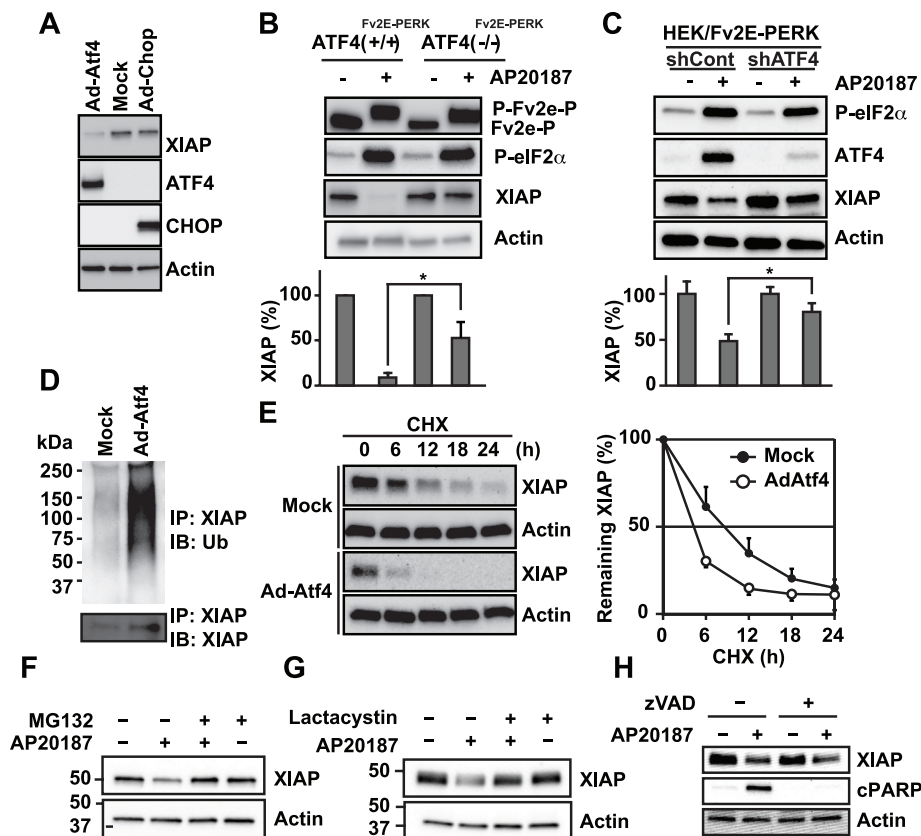 A
Ad-Atf4
Mock
Ad-Chop
XIAP
ATF4
CHOP
Actin
B
Fv2E-PERK Fv2E-PERK
ATF4(+/+) ATF4(-/-)
- + - + AP20187
P-Fv2e-P
Fv2e-P
P-eIF2α
XIAP
Actin
XIAP (%)
100
50
0
*
C
HEK/Fv2E-PERK
shCont shATF4
- + - + AP20187
P-eIF2α
ATF4
XIAP
Actin
XIAP (%)
100
50
0
*
D
kDa
Mock
Ad-Atf4
250
150
100
75
50
37
IP: XIAP
IB: Ub
IP: XIAP
IB: XIAP
E
CHX
0 6 12 18 24 (h)
Mock
XIAP
Actin
Ad-Atf4
XIAP
Actin
Remaining XIAP (%)
100
50
0
Mock
AdAtf4
0 6 12 18 24
CHX (h)
F
MG132 - - + +
AP20187 - + + -
50
XIAP
50
37
Actin
G
Lactacystin - - + +
AP20187 - + + -
50
XIAP
50
37
Actin
H
zVAD - +
AP20187 - + - +
XIAP
cPARP
Actin